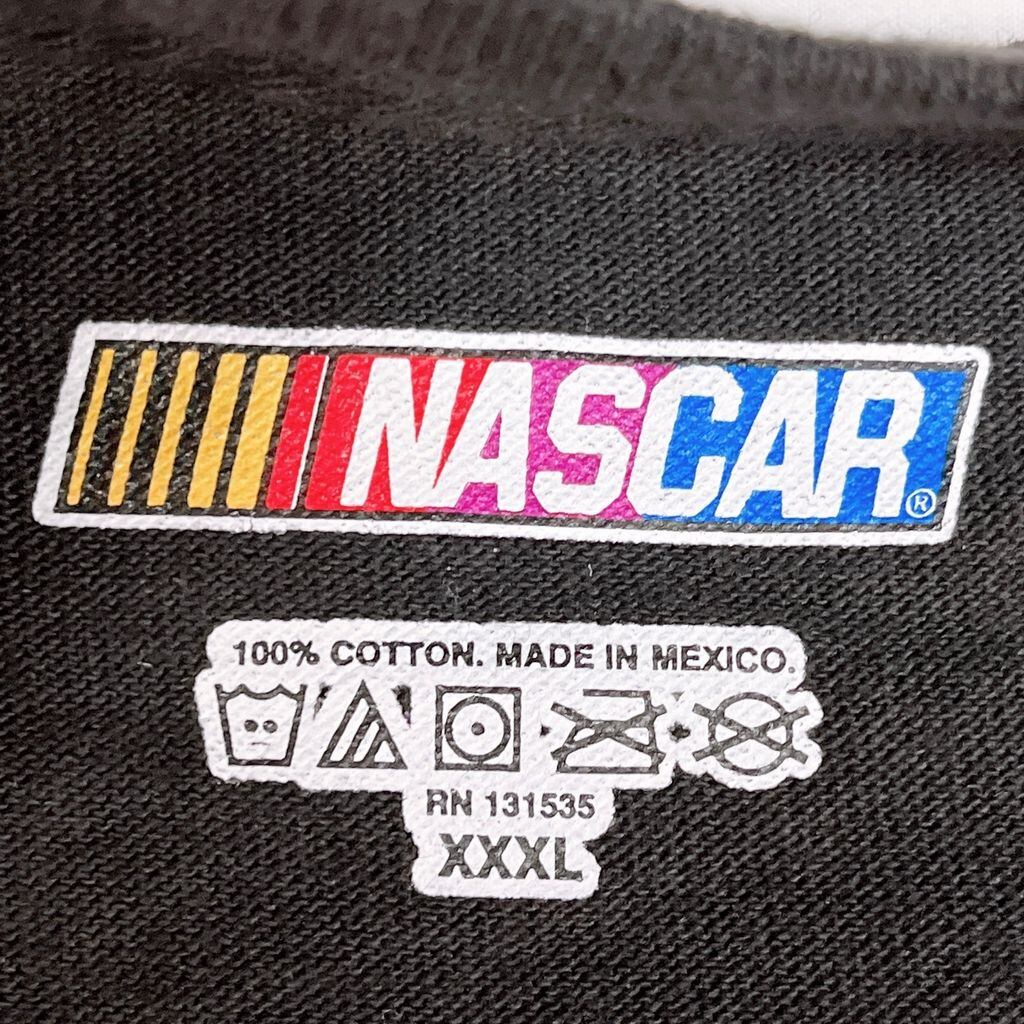 NASCAR®
100% COTTON. MADE IN MEXICO.
RN 131535
XXXL